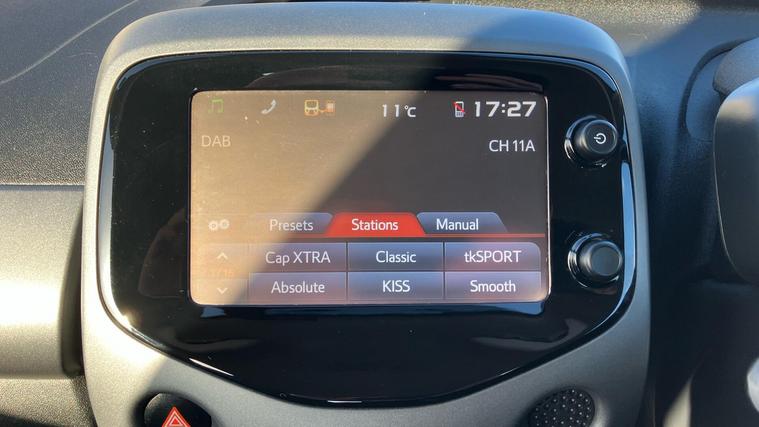 11°C 17:27
DAB CH 11A
Presets Stations Manual
Cap XTRA Classic tkSPORT
Absolute KISS Smooth